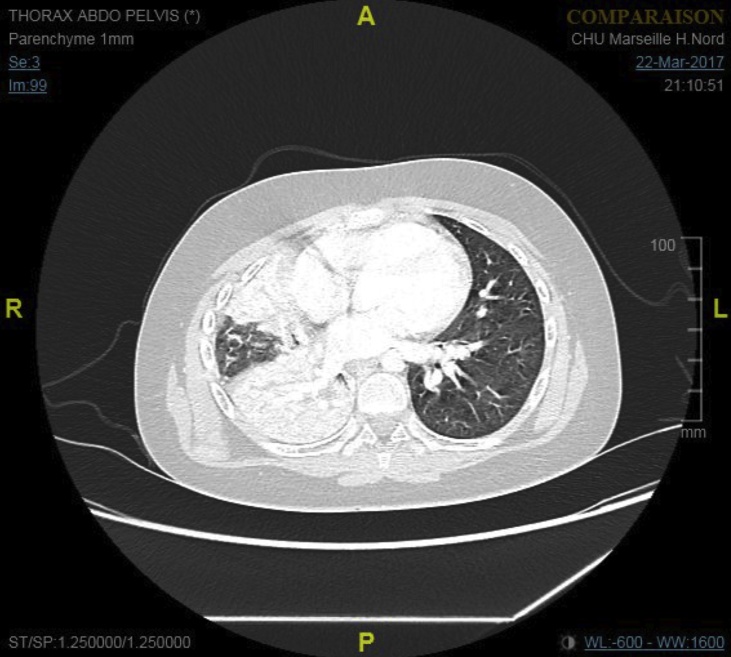 THORAX ABDO PELVIS (*)
Parenchyme 1mm
Se:3
Im:99
A
COMPARAISON
CHU Marseille H.Nord
22-Mar-2017
21:10:51
100
R
L
mm
ST/SP:1.250000/1.250000
P
WL:-600 - WW:1600